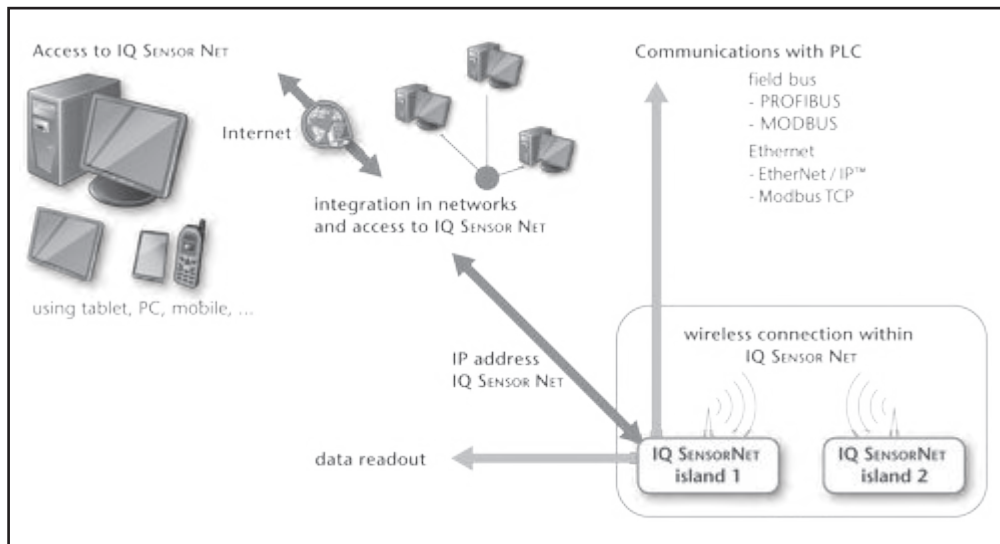 Access to IQ SENSOR NET
Internet
using tablet, PC, mobile, ...
integration in networks
and access to IQ SENSOR NET
Communications with PLC
field bus
- PROFIBUS
- MODBUS
Ethernet
- EtherNet / IP™
- Modbus TCP
IP address
IQ SENSOR NET
data readout
wireless connection within
IQ SENSOR NET
IQ SENSORNET
island 1
IQ SENSORNET
island 2